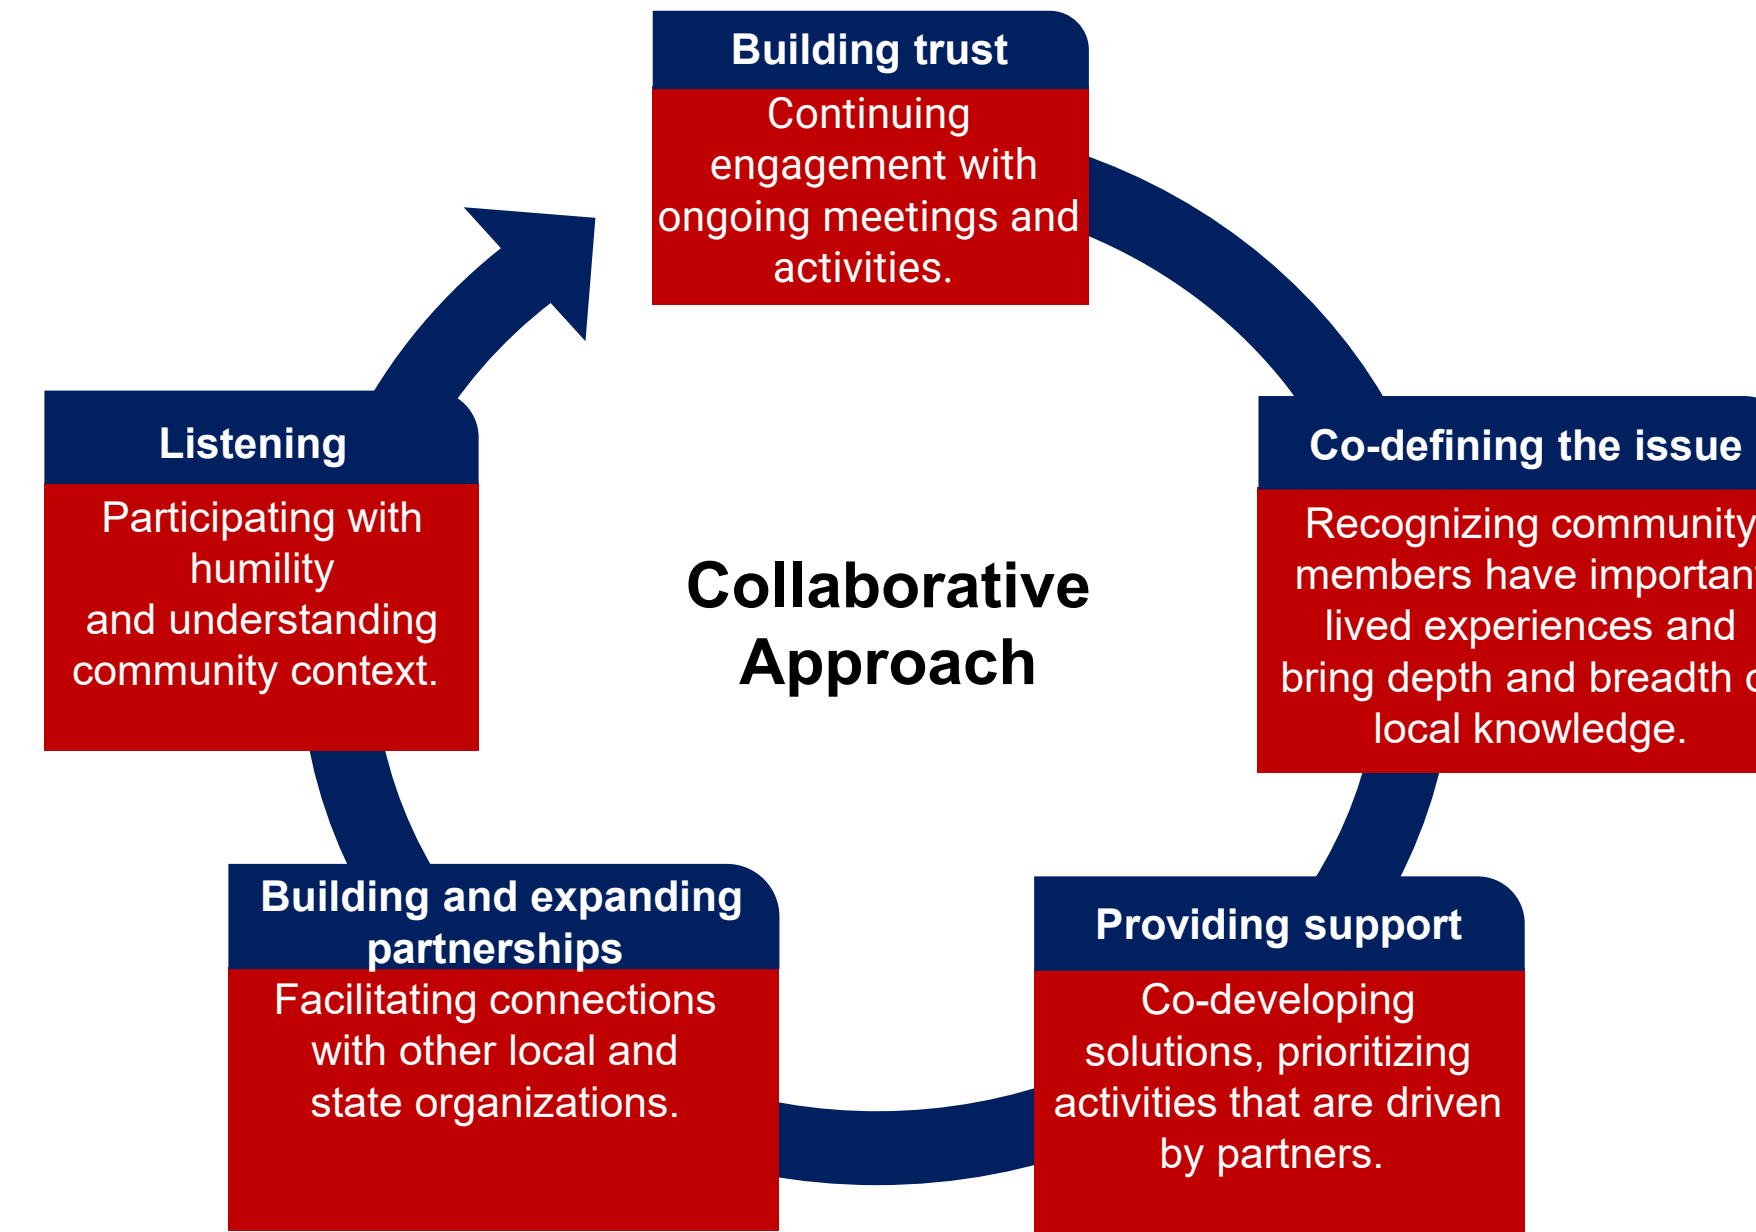 Building trust
Continuing
engagement with
ongoing meetings and
activities.
Co-defining the issue
Recognizing community
members have important
lived experiences and
bring depth and breadth
local knowledge.
Providing support
Co-developing
solutions, prioritizing
activities that are driven
by partners.
Building and expanding
partnerships
Facilitating connections
with other local and
state organizations.
Listening
Participating with
humility
and understanding
community context.
Collaborative
Approach